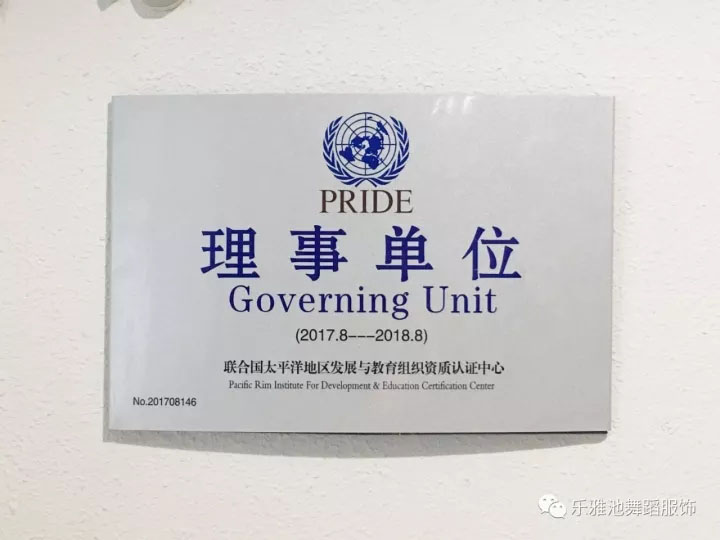 PRIDE
理事单位
Governing Unit
(2017.8---2018.8)
联合国太平洋地区发展与教育组织资质认证中心
Pacific Rim Institute For Development & Education Certification Center
No.201708146
乐雅池舞蹈服饰